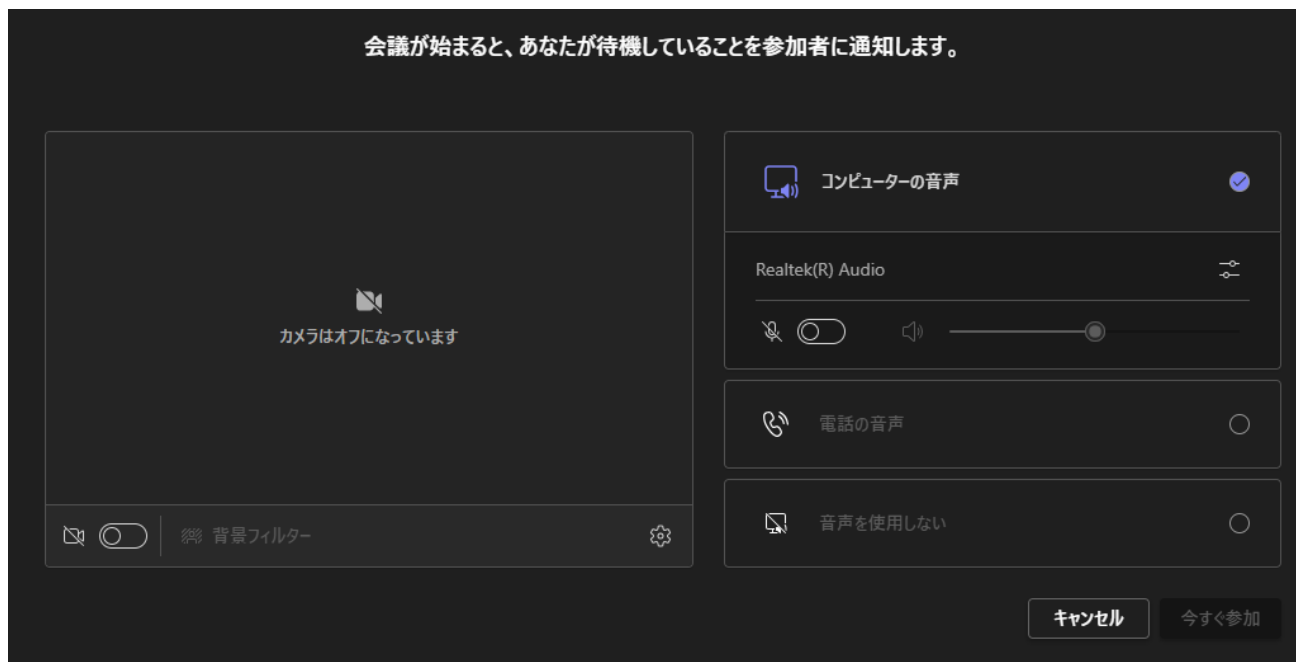 会議が始まると、あなたが待機していることを参加者に通知します。
カメラはオフになっています
背景フィルター
コンピューターの音声
Realtek(R) Audio
電話の音声
音声を使用しない
キャンセル
今すぐ参加